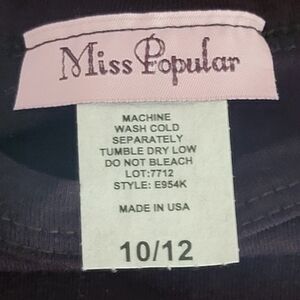 Miss Popular
MACHINE
WASH COLD
SEPARATELY
TUMBLE DRY LOW
DO NOT BLEACH
LOT:7712
STYLE: E954K
MADE IN USA
10/12